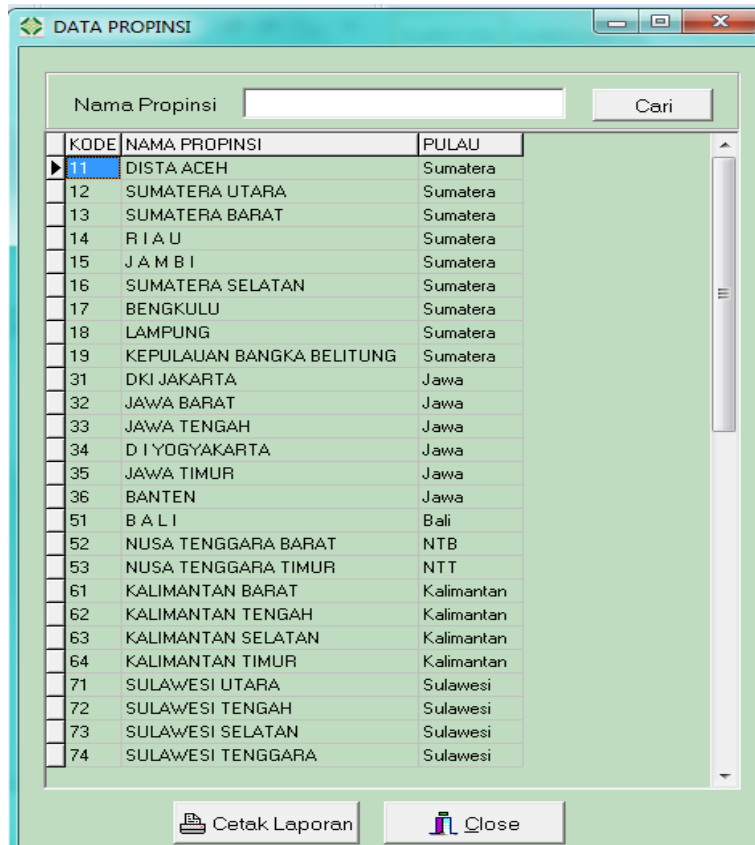 DATA PROPINSI
Nama Propinsi Cari
KODE NAMA PROPINSI PULAU
11 DISTA ACEH Sumatera
12 SUMATERA UTARA Sumatera
13 SUMATERA BARAT Sumatera
14 R I A U Sumatera
15 J A M B I Sumatera
16 SUMATERA SELATAN Sumatera
17 BENGKULU Sumatera
18 LAMPUNG Sumatera
19 KEPULAUAN BANGKA BELITUNG Sumatera
31 DKI JAKARTA Jawa
32 JAWA BARAT Jawa
33 JAWA TENGAH Jawa
34 D I YOGYAKARTA Jawa
35 JAWA TIMUR Jawa
36 BANTEN Jawa
51 B A L I Bali
52 NUSA TENGGARA BARAT NTB
53 NUSA TENGGARA TIMUR NTT
61 KALIMANTAN BARAT Kalimantan
62 KALIMANTAN TENGAH Kalimantan
63 KALIMANTAN SELATAN Kalimantan
64 KALIMANTAN TIMUR Kalimantan
71 SULAWESI UTARA Sulawesi
72 SULAWESI TENGAH Sulawesi
73 SULAWESI SELATAN Sulawesi
74 SULAWESI TENGGARA Sulawesi
Cetak Laporan Close